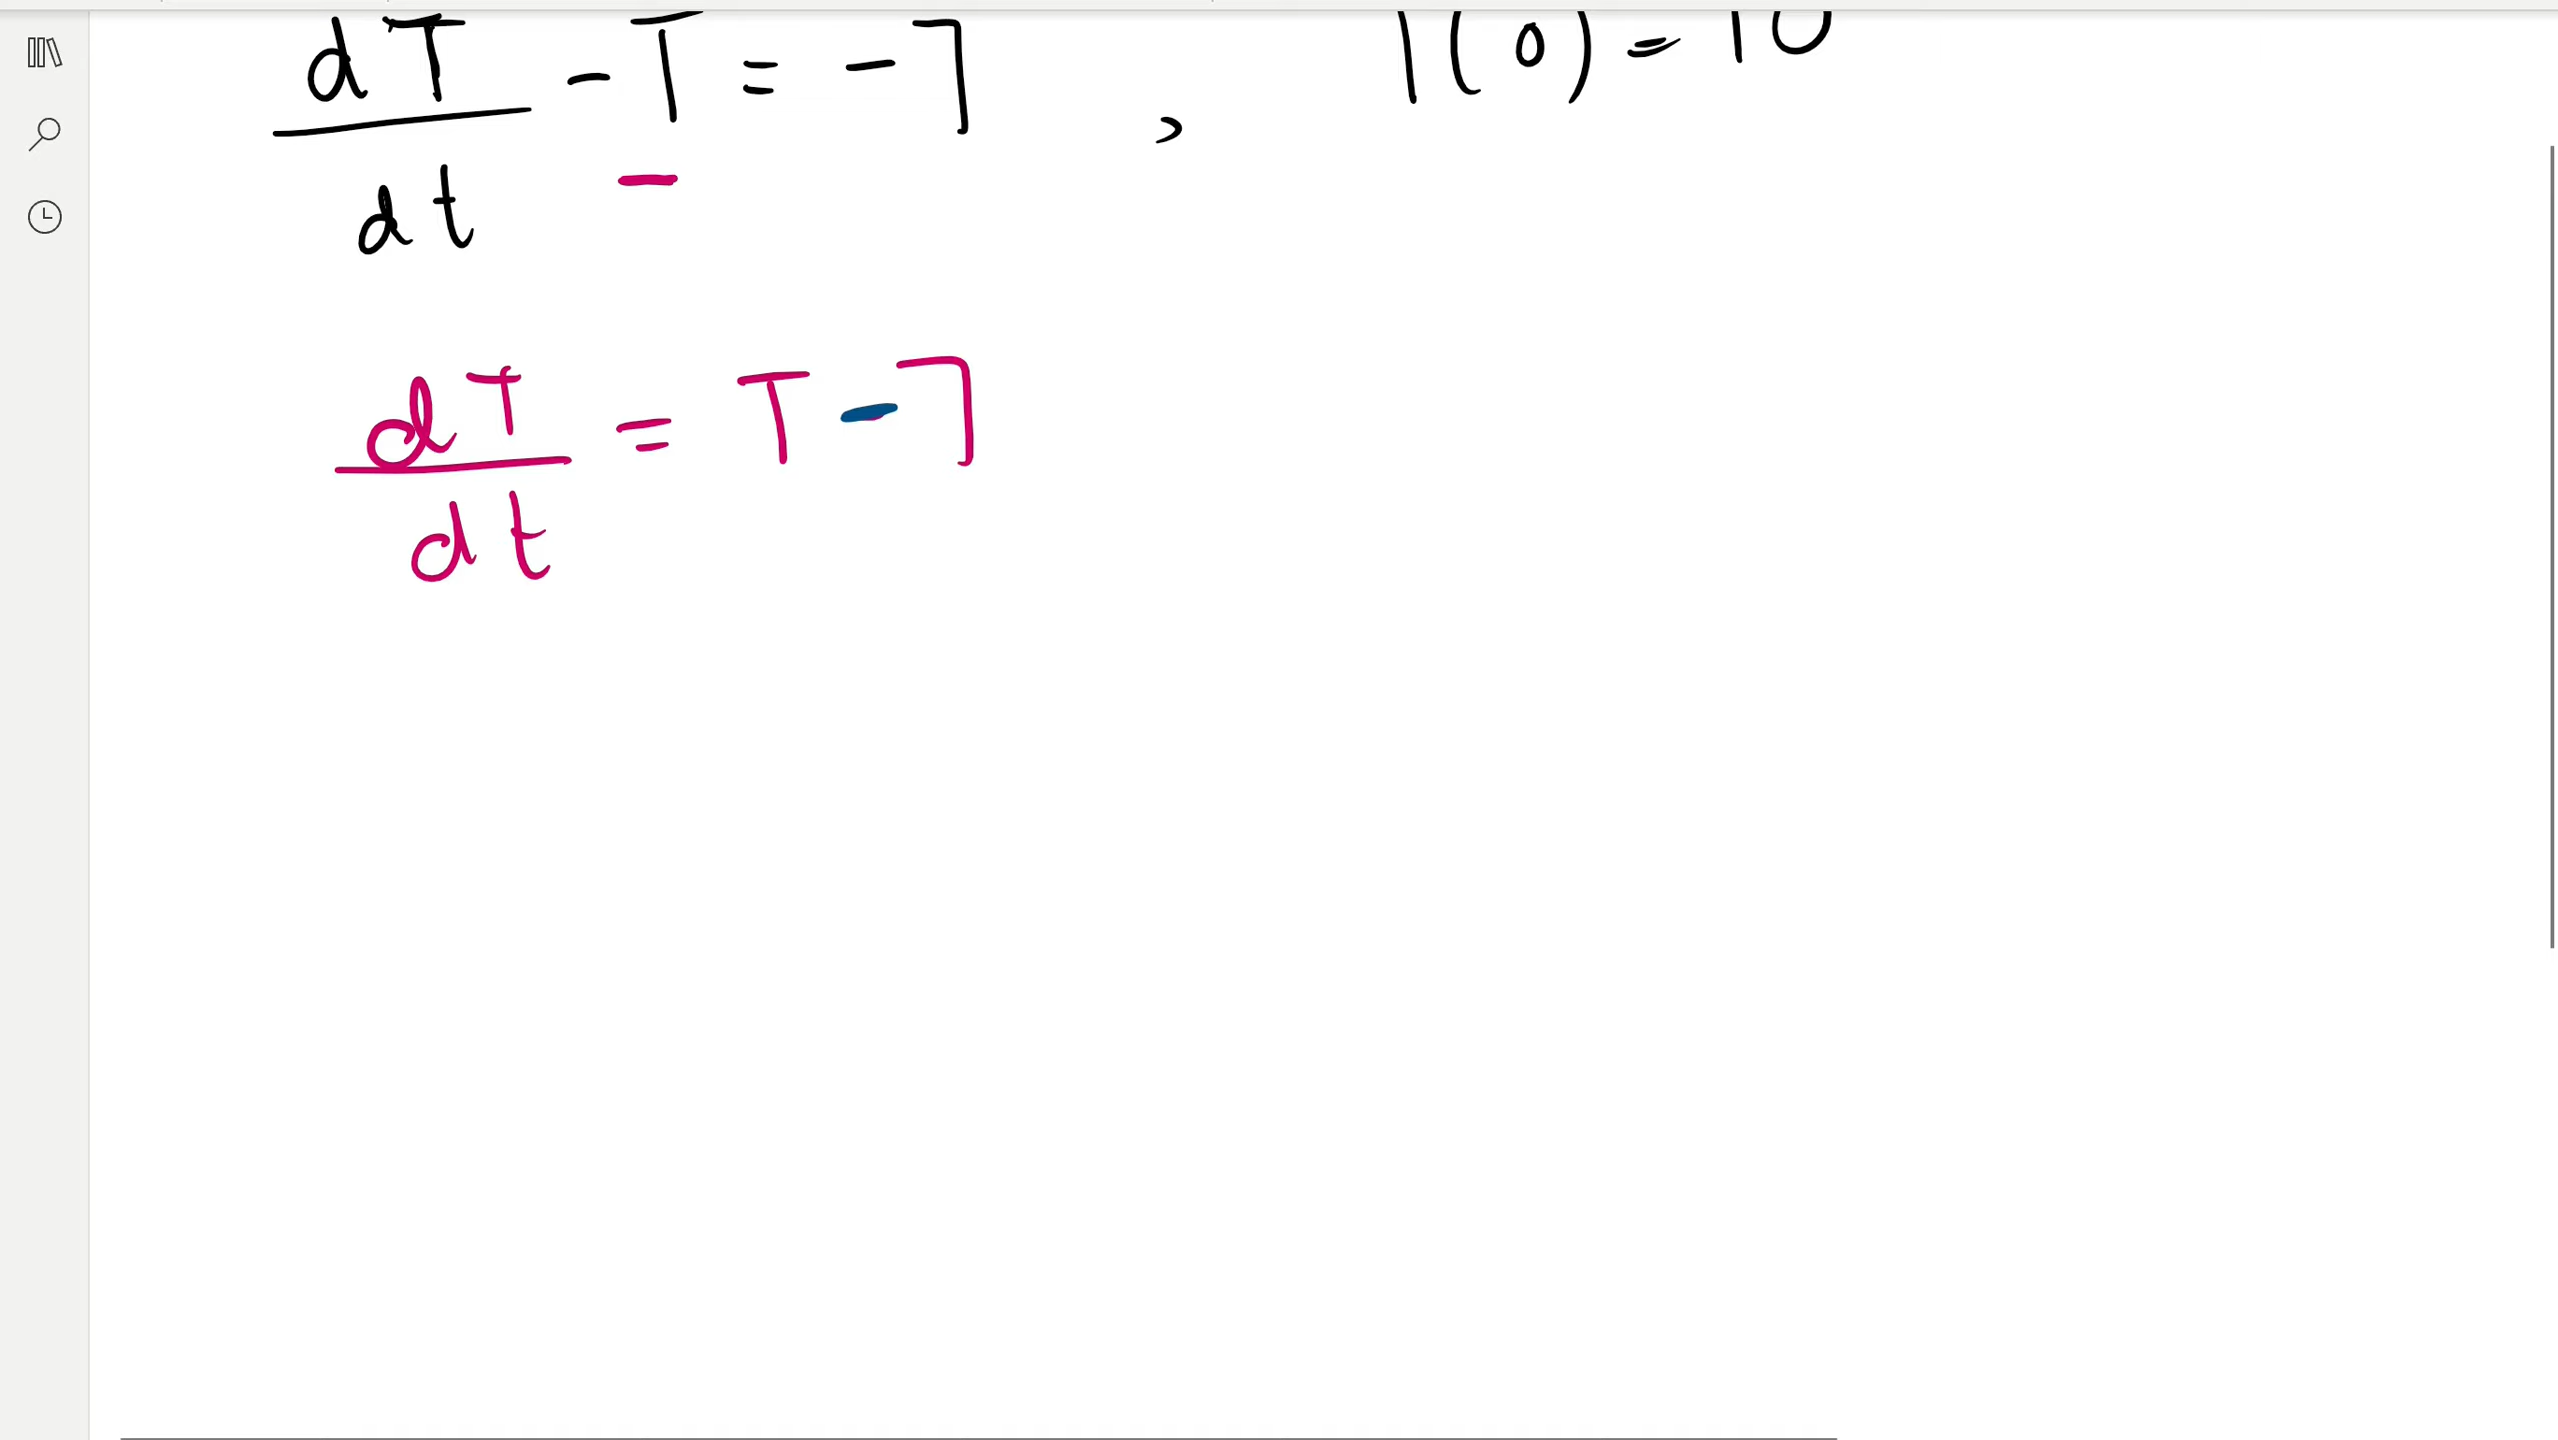 dT/dt - T = -7 , T(0) = 10
dT/dt = T - 7